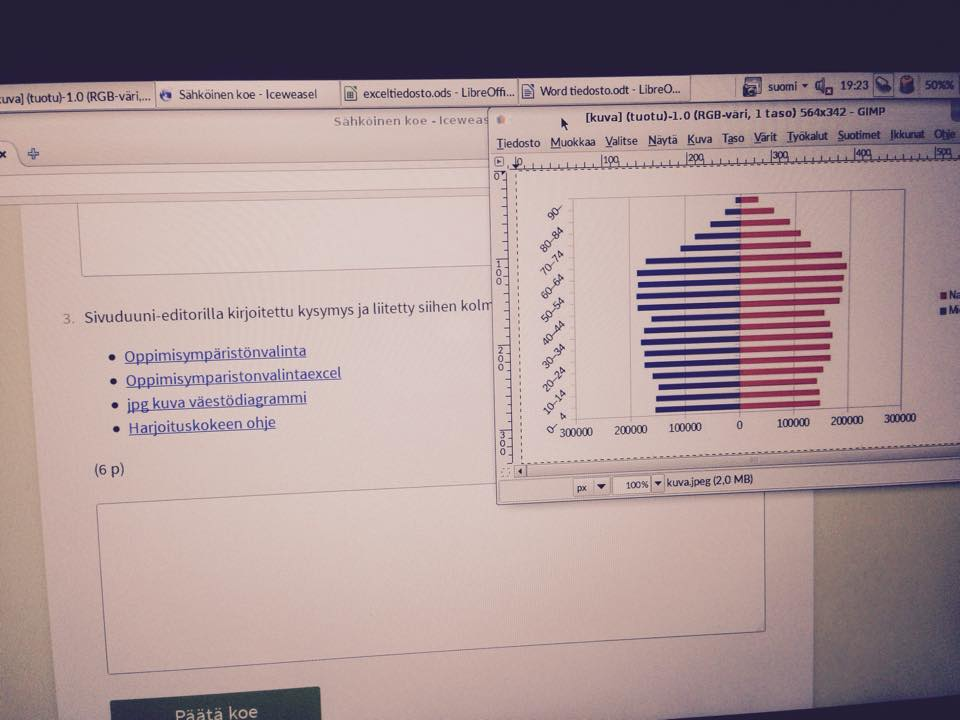 kuva] (tuotu)-1.0 (RGB-väri,...
Sähköinen koe - Iceweasel
exceltiedosto.ods - LibreOffi...
Word tiedosto.odt - LibreO...
suomi
19:23
50%
Sähköinen koe - Iceweas
[kuva] (tuotu)-1.0 (RGB-väri, 1 taso) 564x342 - GIMP
Tiedosto Muokkaa Valitse Näytä Kuva Taso Värit Työkalut Suotimet Ikkunat Ohje
0 100 200 300 400 500
0
100
200
300
90–
80–84
70–74
60–64
50–54
40–44
30–34
20–24
10–14
0–4
300000 200000 100000 0 100000 200000 300000
Na
Mi
px
100%
kuva.jpeg (2,0 MB)
3. Sivuduuni-editorilla kirjoitettu kysymys ja liitetty siihen kolm
Oppimisympäristönvalinta
Oppimisymparistonvalintaexcel
jpg kuva väestödiagrammi
Harjoituskokeen ohje
(6 p)
Päätä koe